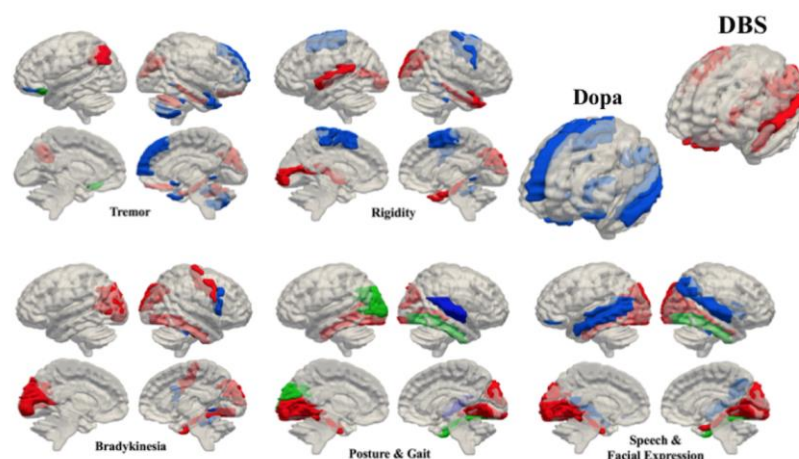 DBS
Dopa
Tremor
Rigidity
Bradykinesia
Posture & Gait
Speech &
Facial Expression